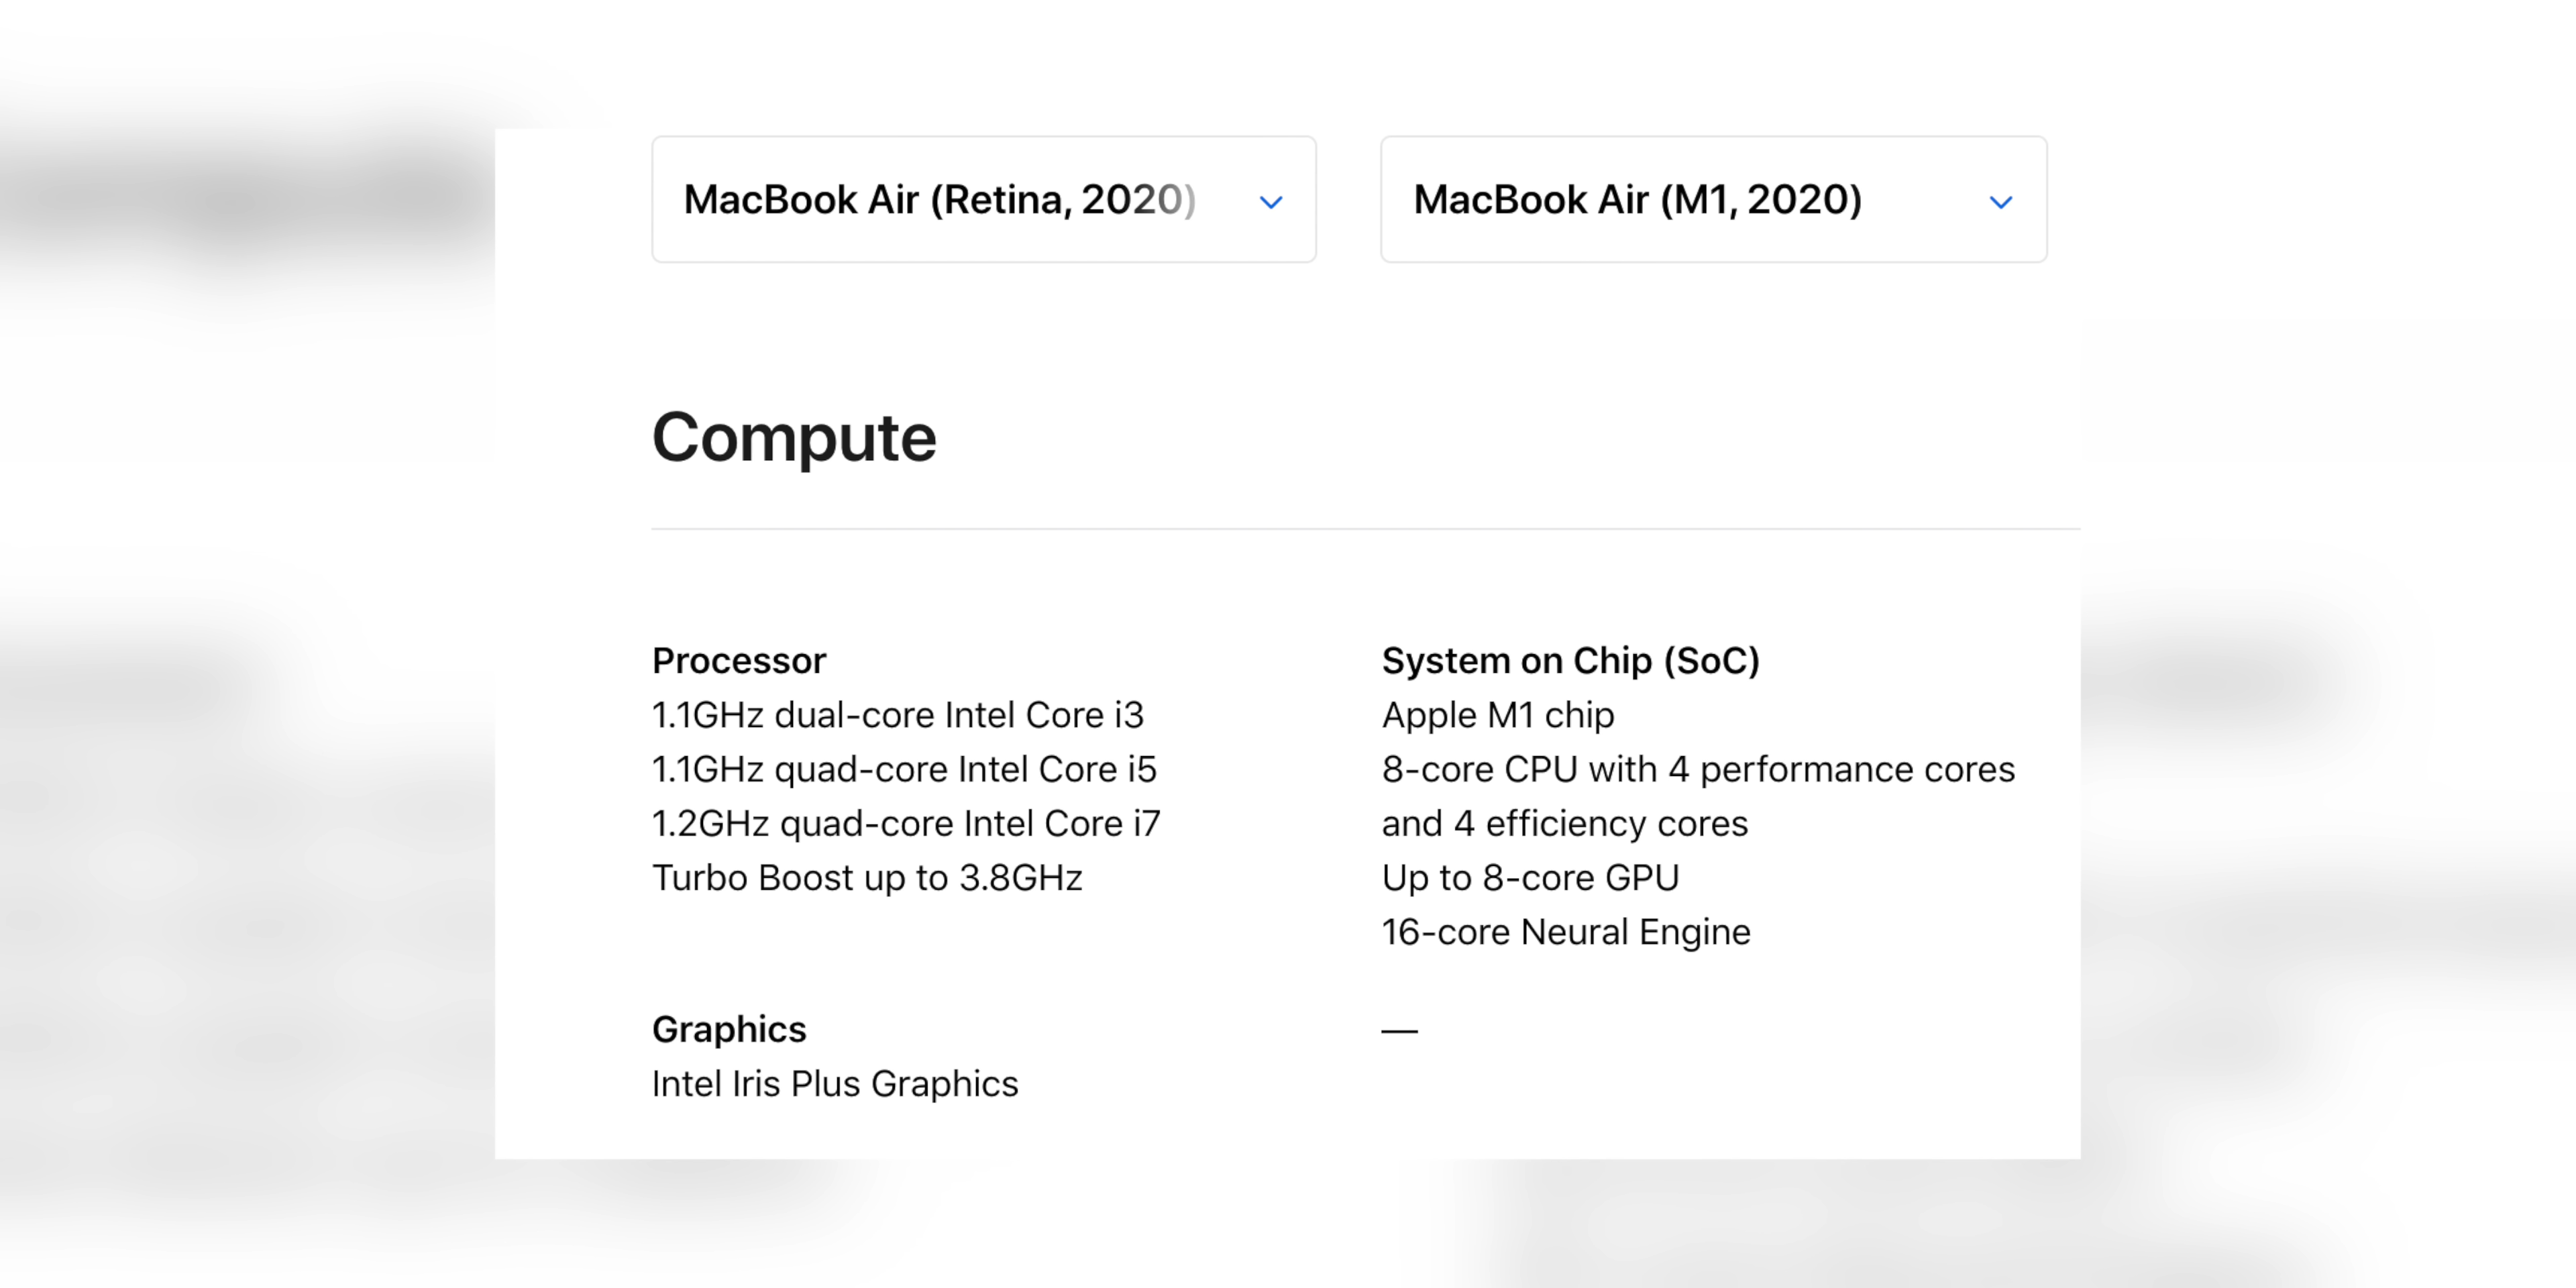 MacBook Air (Retina, 2020)
MacBook Air (M1, 2020)
Compute
Processor
1.1GHz dual-core Intel Core i3
1.1GHz quad-core Intel Core i5
1.2GHz quad-core Intel Core i7
Turbo Boost up to 3.8GHz
System on Chip (SoC)
Apple M1 chip
8-core CPU with 4 performance cores
and 4 efficiency cores
Up to 8-core GPU
16-core Neural Engine
Graphics
Intel Iris Plus Graphics
—